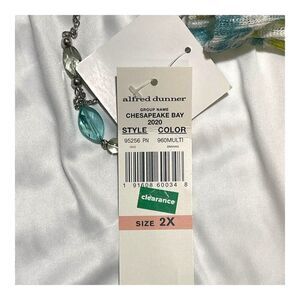 alfred dunner
GROUP NAME
CHESAPEAKE BAY
2020
STYLE COLOR
95256 PN 960MULTI
1 91608 60034 8
clearance
SIZE 2X